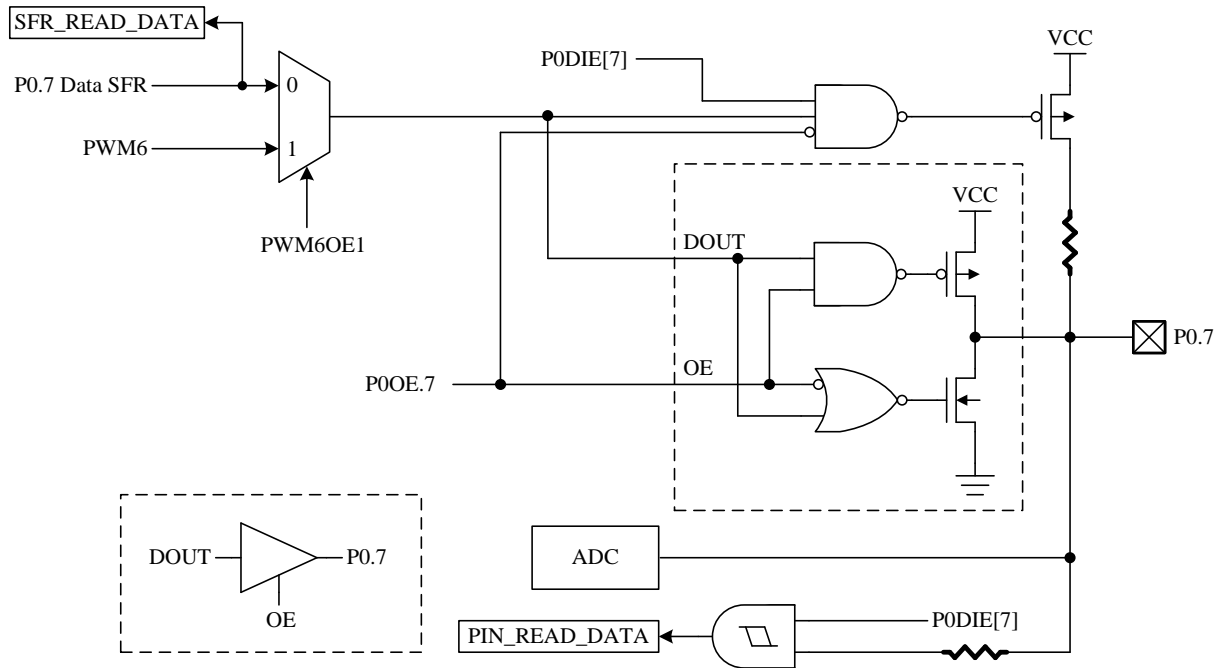 SFR_READ_DATA
P0.7 Data SFR
0
PWM6
1
PWM6OE1
P0DIE[7]
VCC
VCC
DOUT
OE
P0OE.7
P0.7
DOUT
P0.7
OE
ADC
P0DIE[7]
PIN_READ_DATA